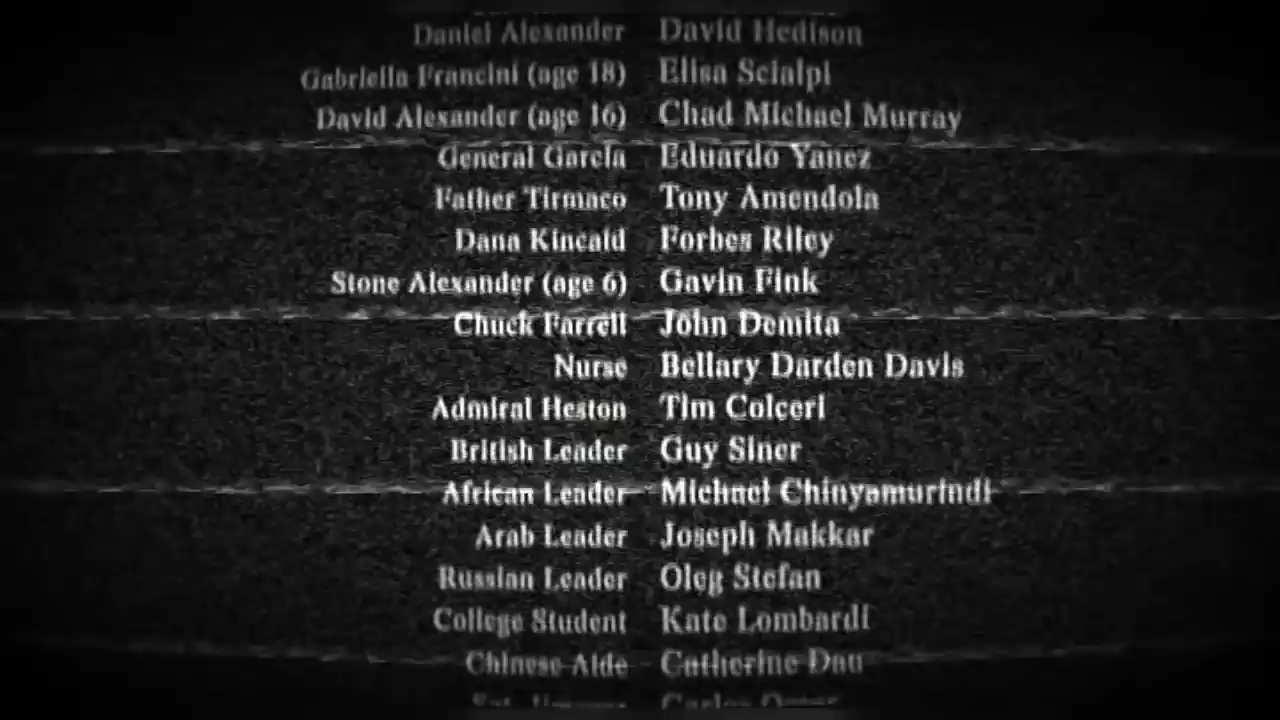 Daniel Alexander David Hedison
Gabriella Francini (age 18) Elisa Scialpi
David Alexander (age 16) Chad Michael Murray
General Garcia Eduardo Yanez
Father Tirmaco Tony Amendola
Dana Kincaid Forbes Riley
Stone Alexander (age 6) Gavin Fink
Chuck Farrell John Demita
Nurse Bellary Darden Davis
Admiral Heston Tim Colceri
British Leader Guy Siner
African Leader Michael Chinyamurindi
Arab Leader Joseph Makkar
Russian Leader Oleg Stefan
College Student Kate Lombardi
Chinese Aide Catherine Dao
Carlos